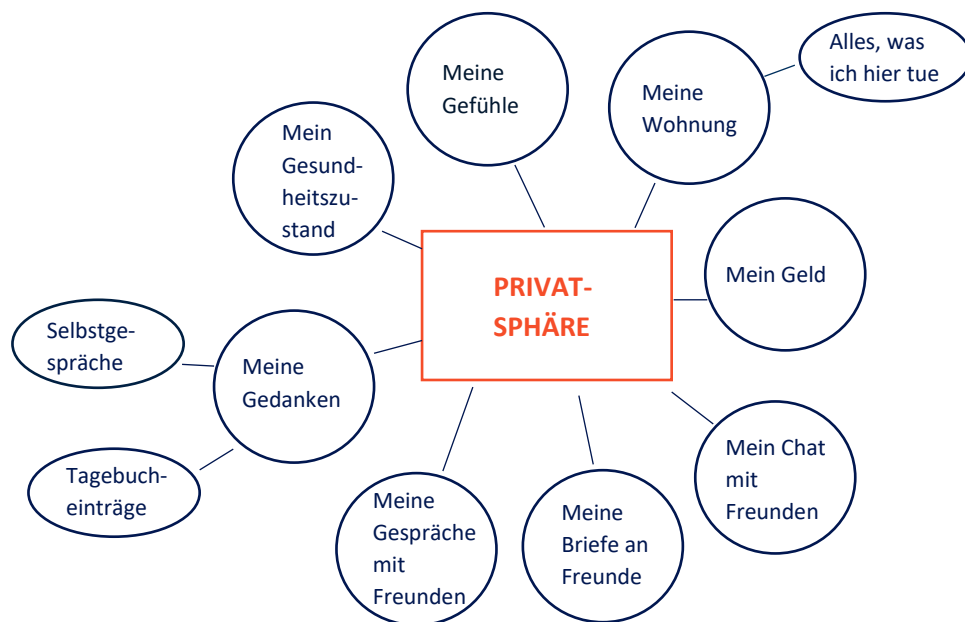 Alles, was
ich hier tue
Meine
Gefühle
Meine
Wohnung
Mein
Gesund-
heitszu-
stand
Mein Geld
PRIVAT-
SPHÄRE
Selbstge-
spräche
Meine
Gedanken
Tagebuch-
einträge
Mein Chat
mit
Freunden
Meine
Gespräche
mit
Freunden
Meine
Briefe an
Freunde